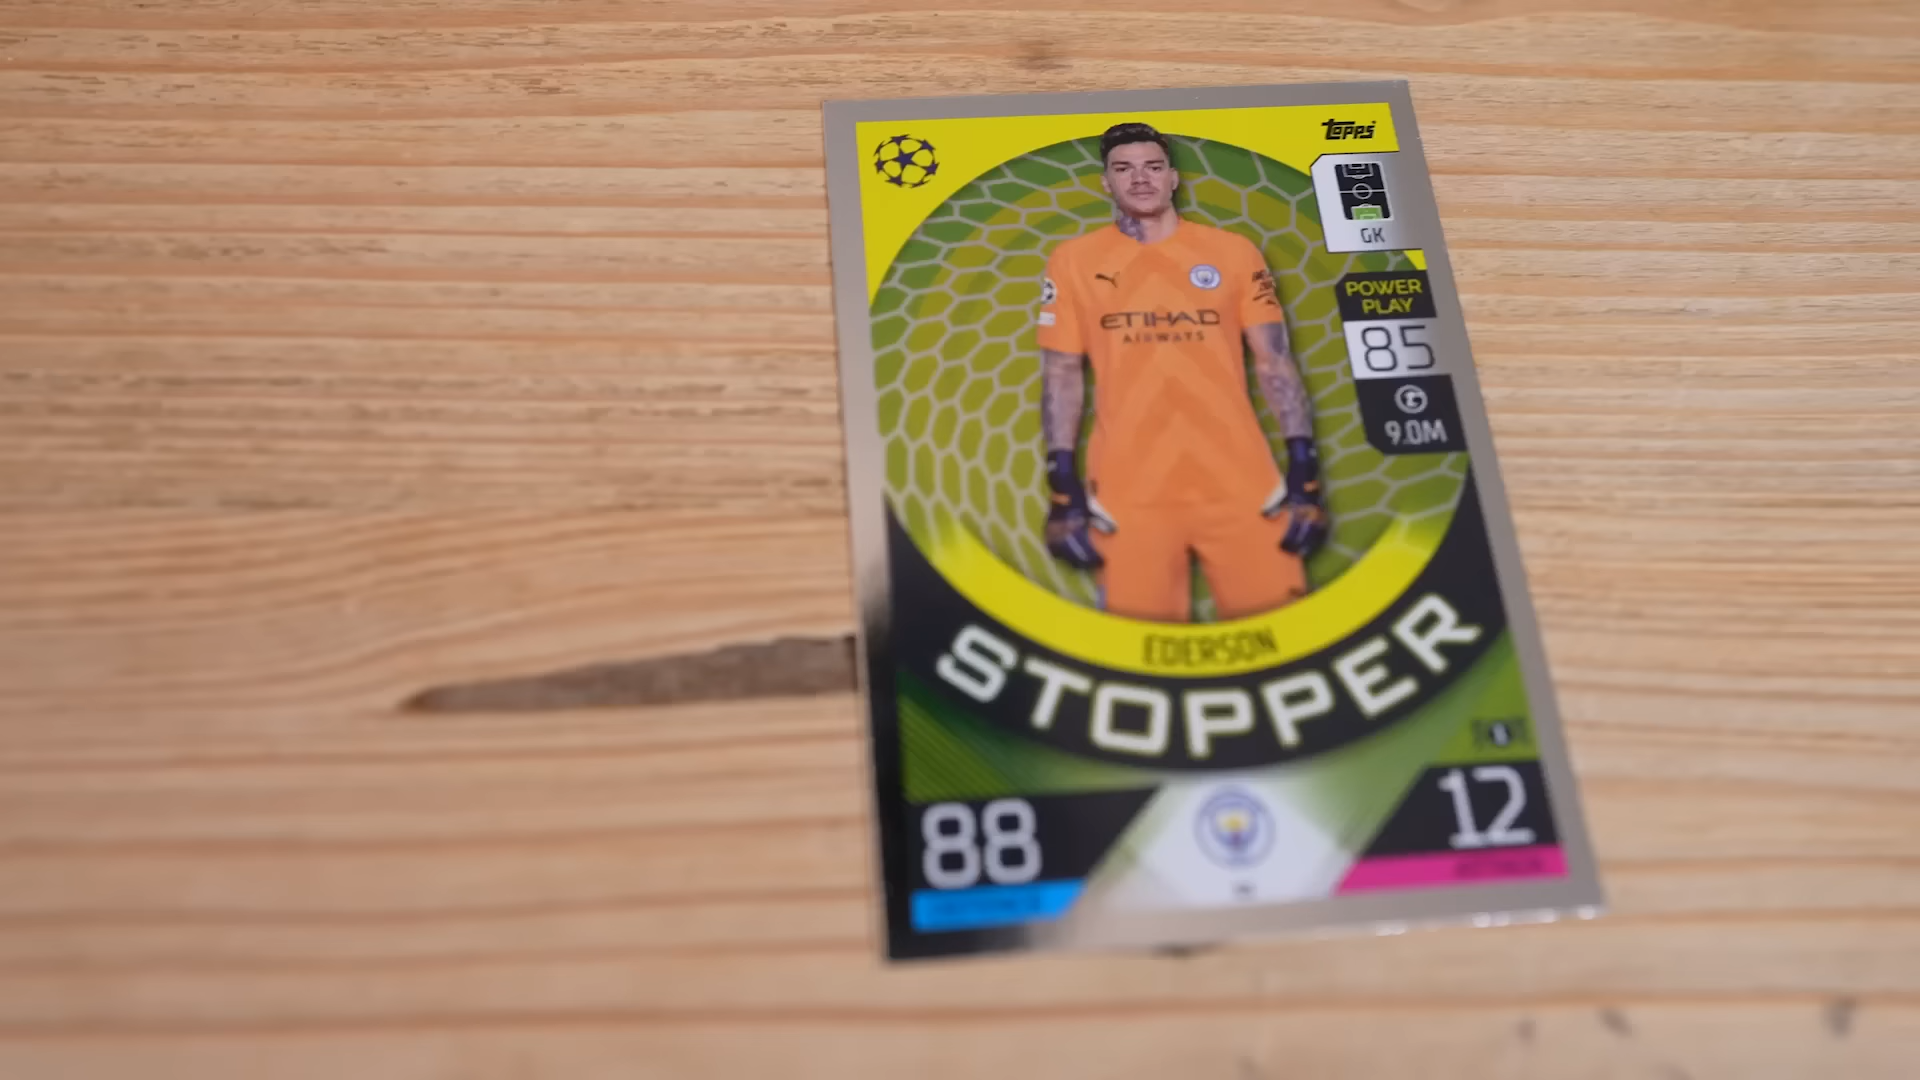 topps
GK
POWER
PLAY
85
9.0M
ETIHAD
AIRWAYS
EDERSON
STOPPER
88
12